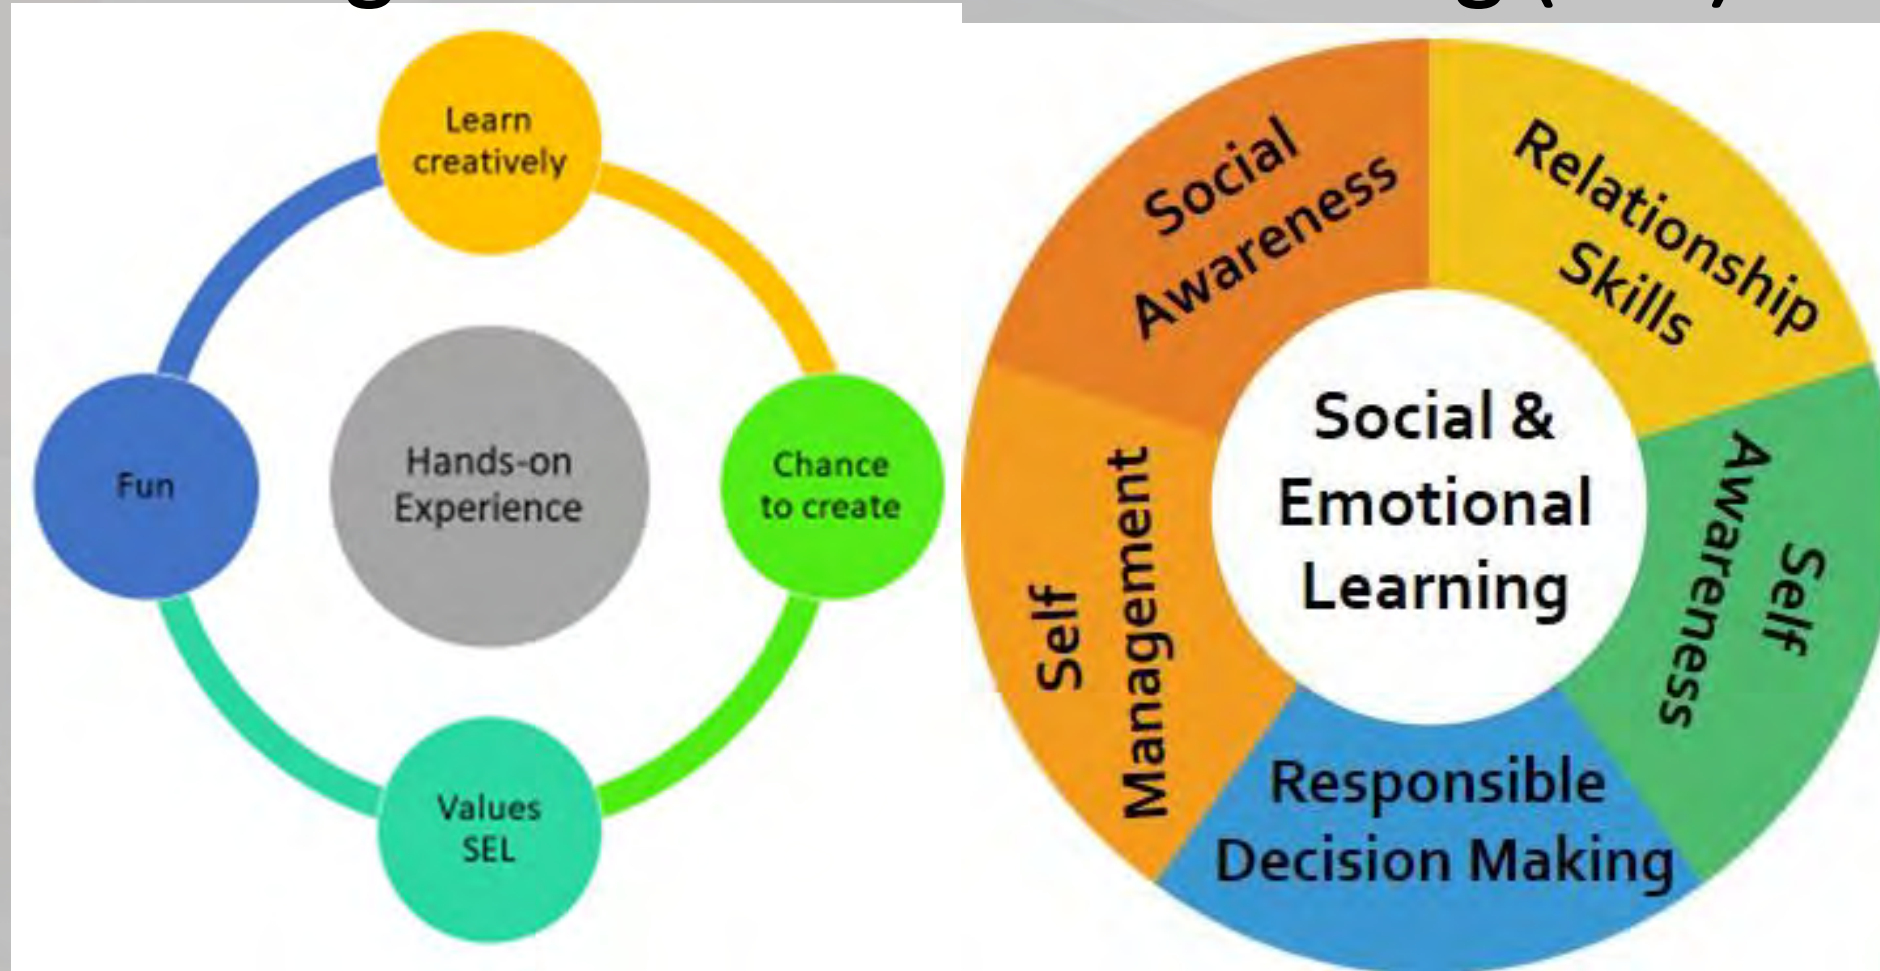 Learn
creatively
Fun
Hands-on
Experience
Chance
to create
Values
SEL
Social
Awareness
Relationship
Skills
Social &
Emotional
Learning
Self
Management
Self
Awareness
Responsible
Decision Making